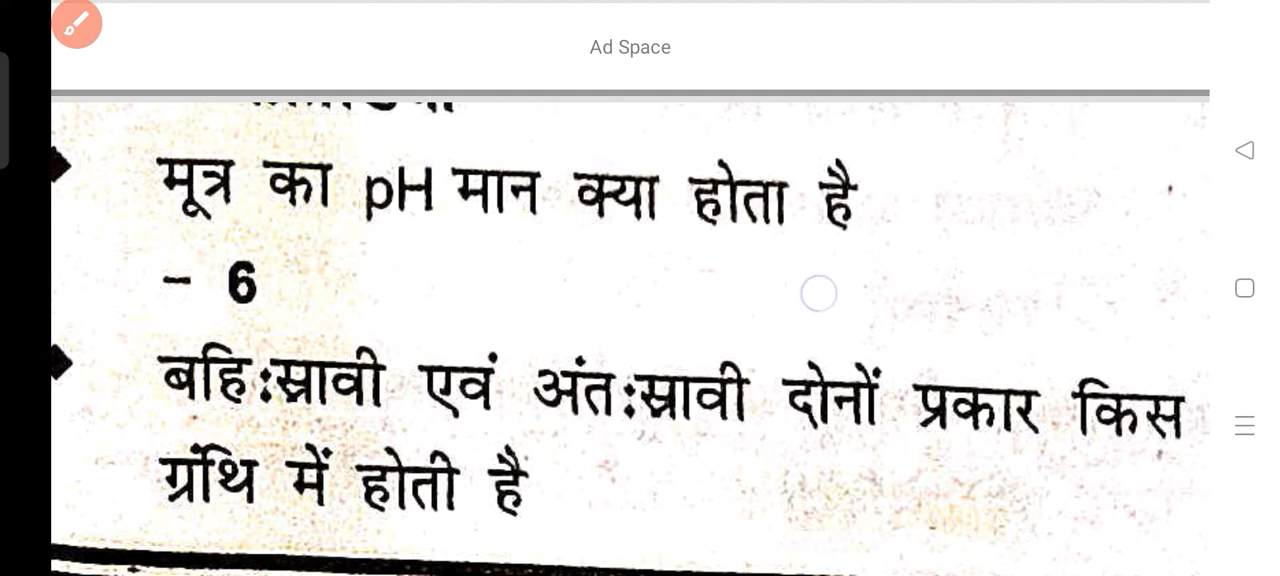 Ad Space
मूत्र का pH मान क्या होता है
- 6
बहि:स्रावी एवं अंत:स्रावी दोनों प्रकार किस
ग्रंथि में होती है